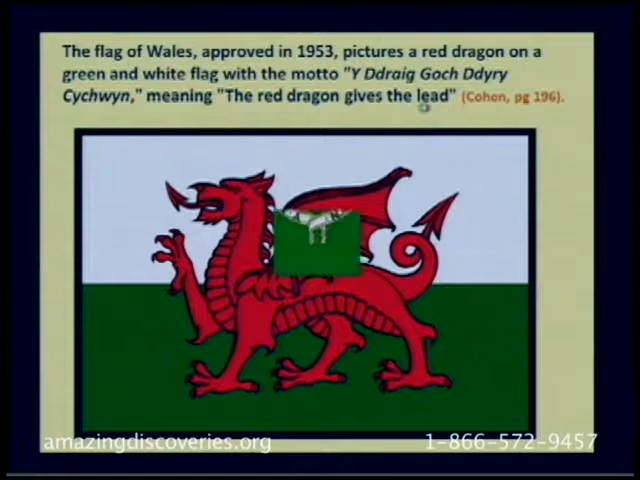 The flag of Wales, approved in 1953, pictures a red dragon on a
green and white flag with the motto "Y Ddraig Goch Ddyry
Cychwyn," meaning "The red dragon gives the lead" (Cohon, pg 196).
amazingdiscoveries.org
1-866-572-9457